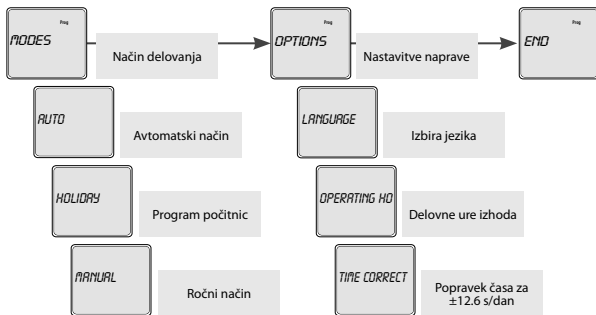 Prog
MODES
Način delovanja
Prog
OPTIONS
Nastavitve naprave
Prog
END
AUTO
Avtomatski način
LANGUAGE
Izbira jezika
HOLIDAY
Program počitnic
OPERATING HO
Delovne ure izhoda
MANUAL
Ročni način
TIME CORRECT
Popravek časa za
±12.6 s/dan